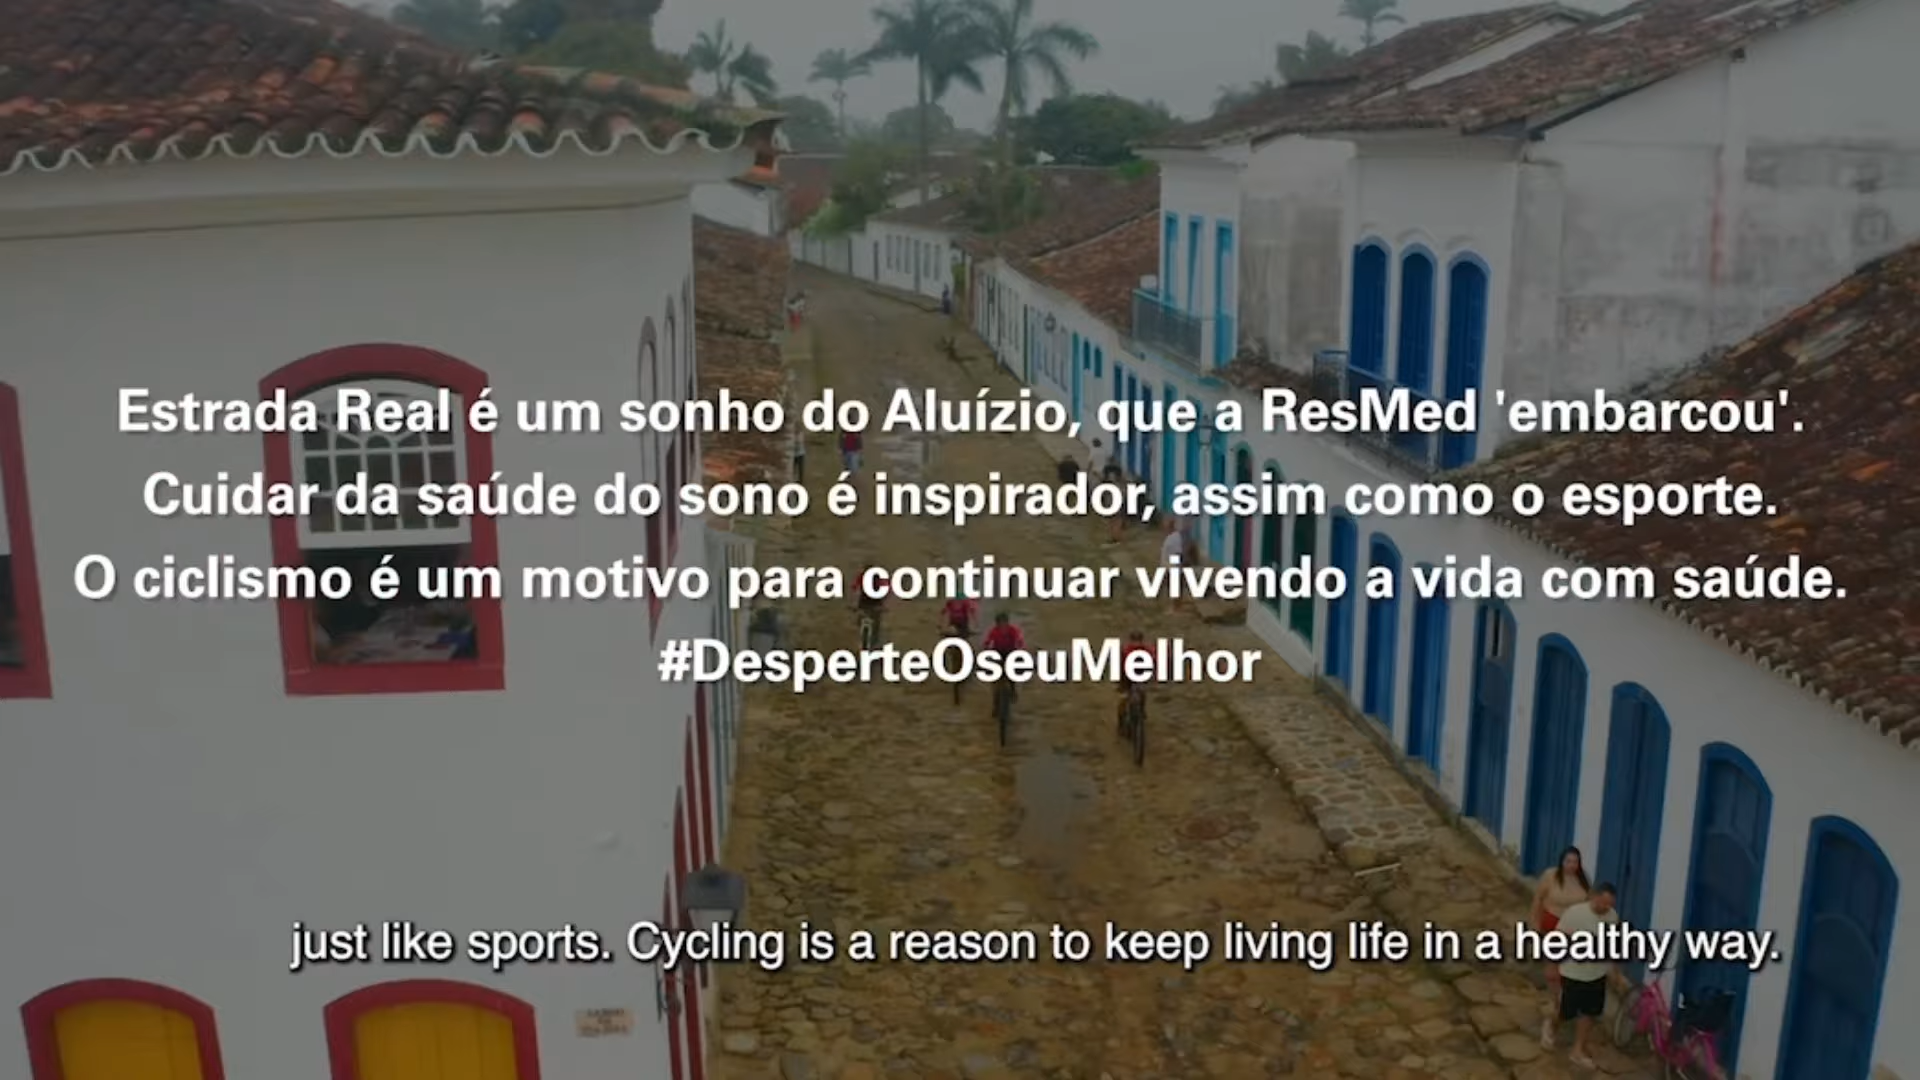 Estrada Real é um sonho do Aluízio, que a ResMed 'embarcou'.
Cuidar da saúde do sono é inspirador, assim como o esporte.
O ciclismo é um motivo para continuar vivendo a vida com saúde.
#DesperteOseuMelhor
just like sports. Cycling is a reason to keep living life in a healthy way.